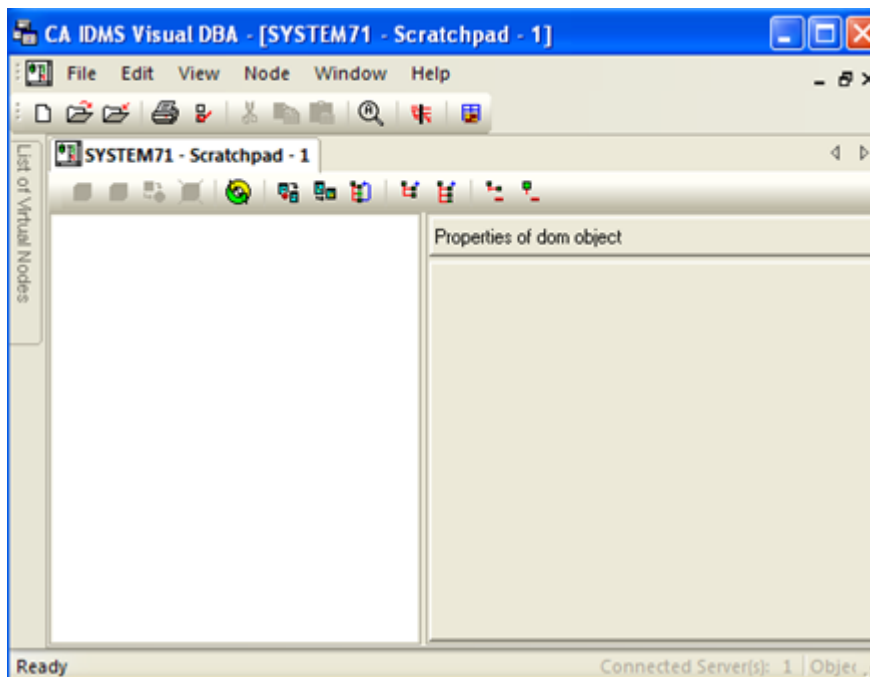 CA IDMS Visual DBA - [SYSTEM71 - Scratchpad - 1]
File Edit View Node Window Help
List of Virtual Nodes
SYSTEM71 - Scratchpad - 1
Properties of dom object
Ready
Connected Server(s): 1